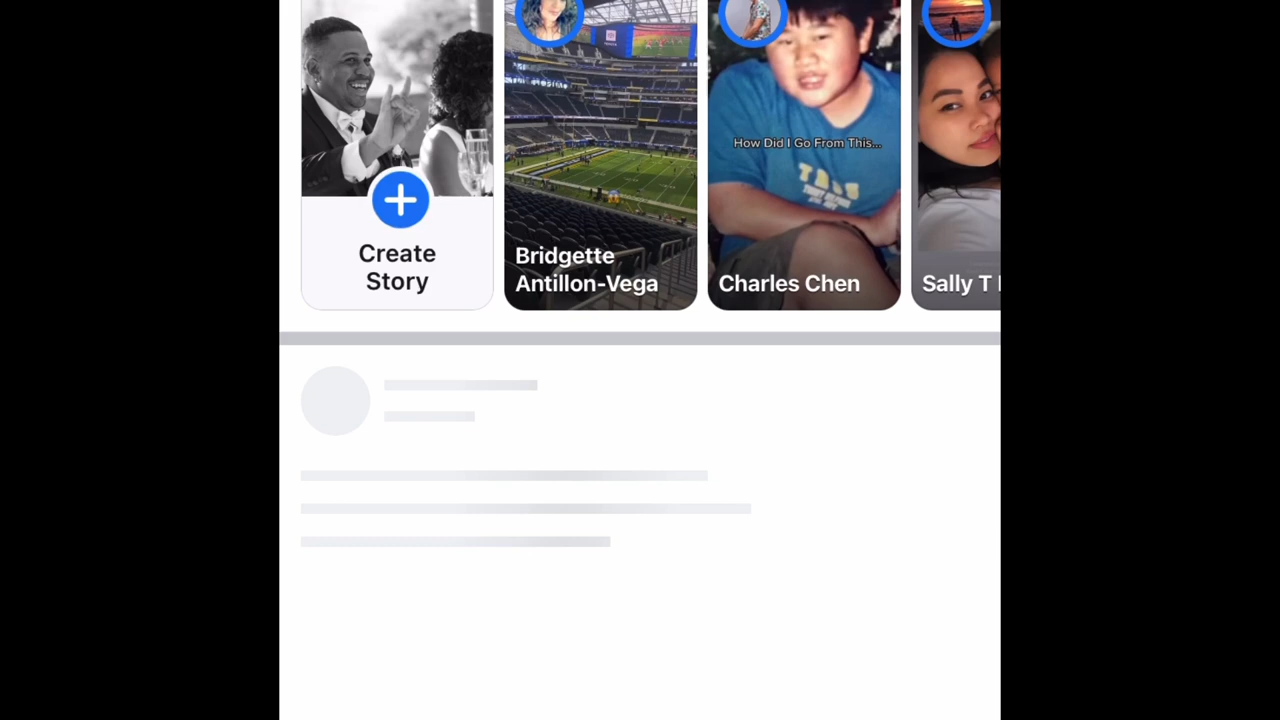 How Did I Go From This...
Create
Story
Bridgette
Antillon-Vega
Charles Chen
Sally T